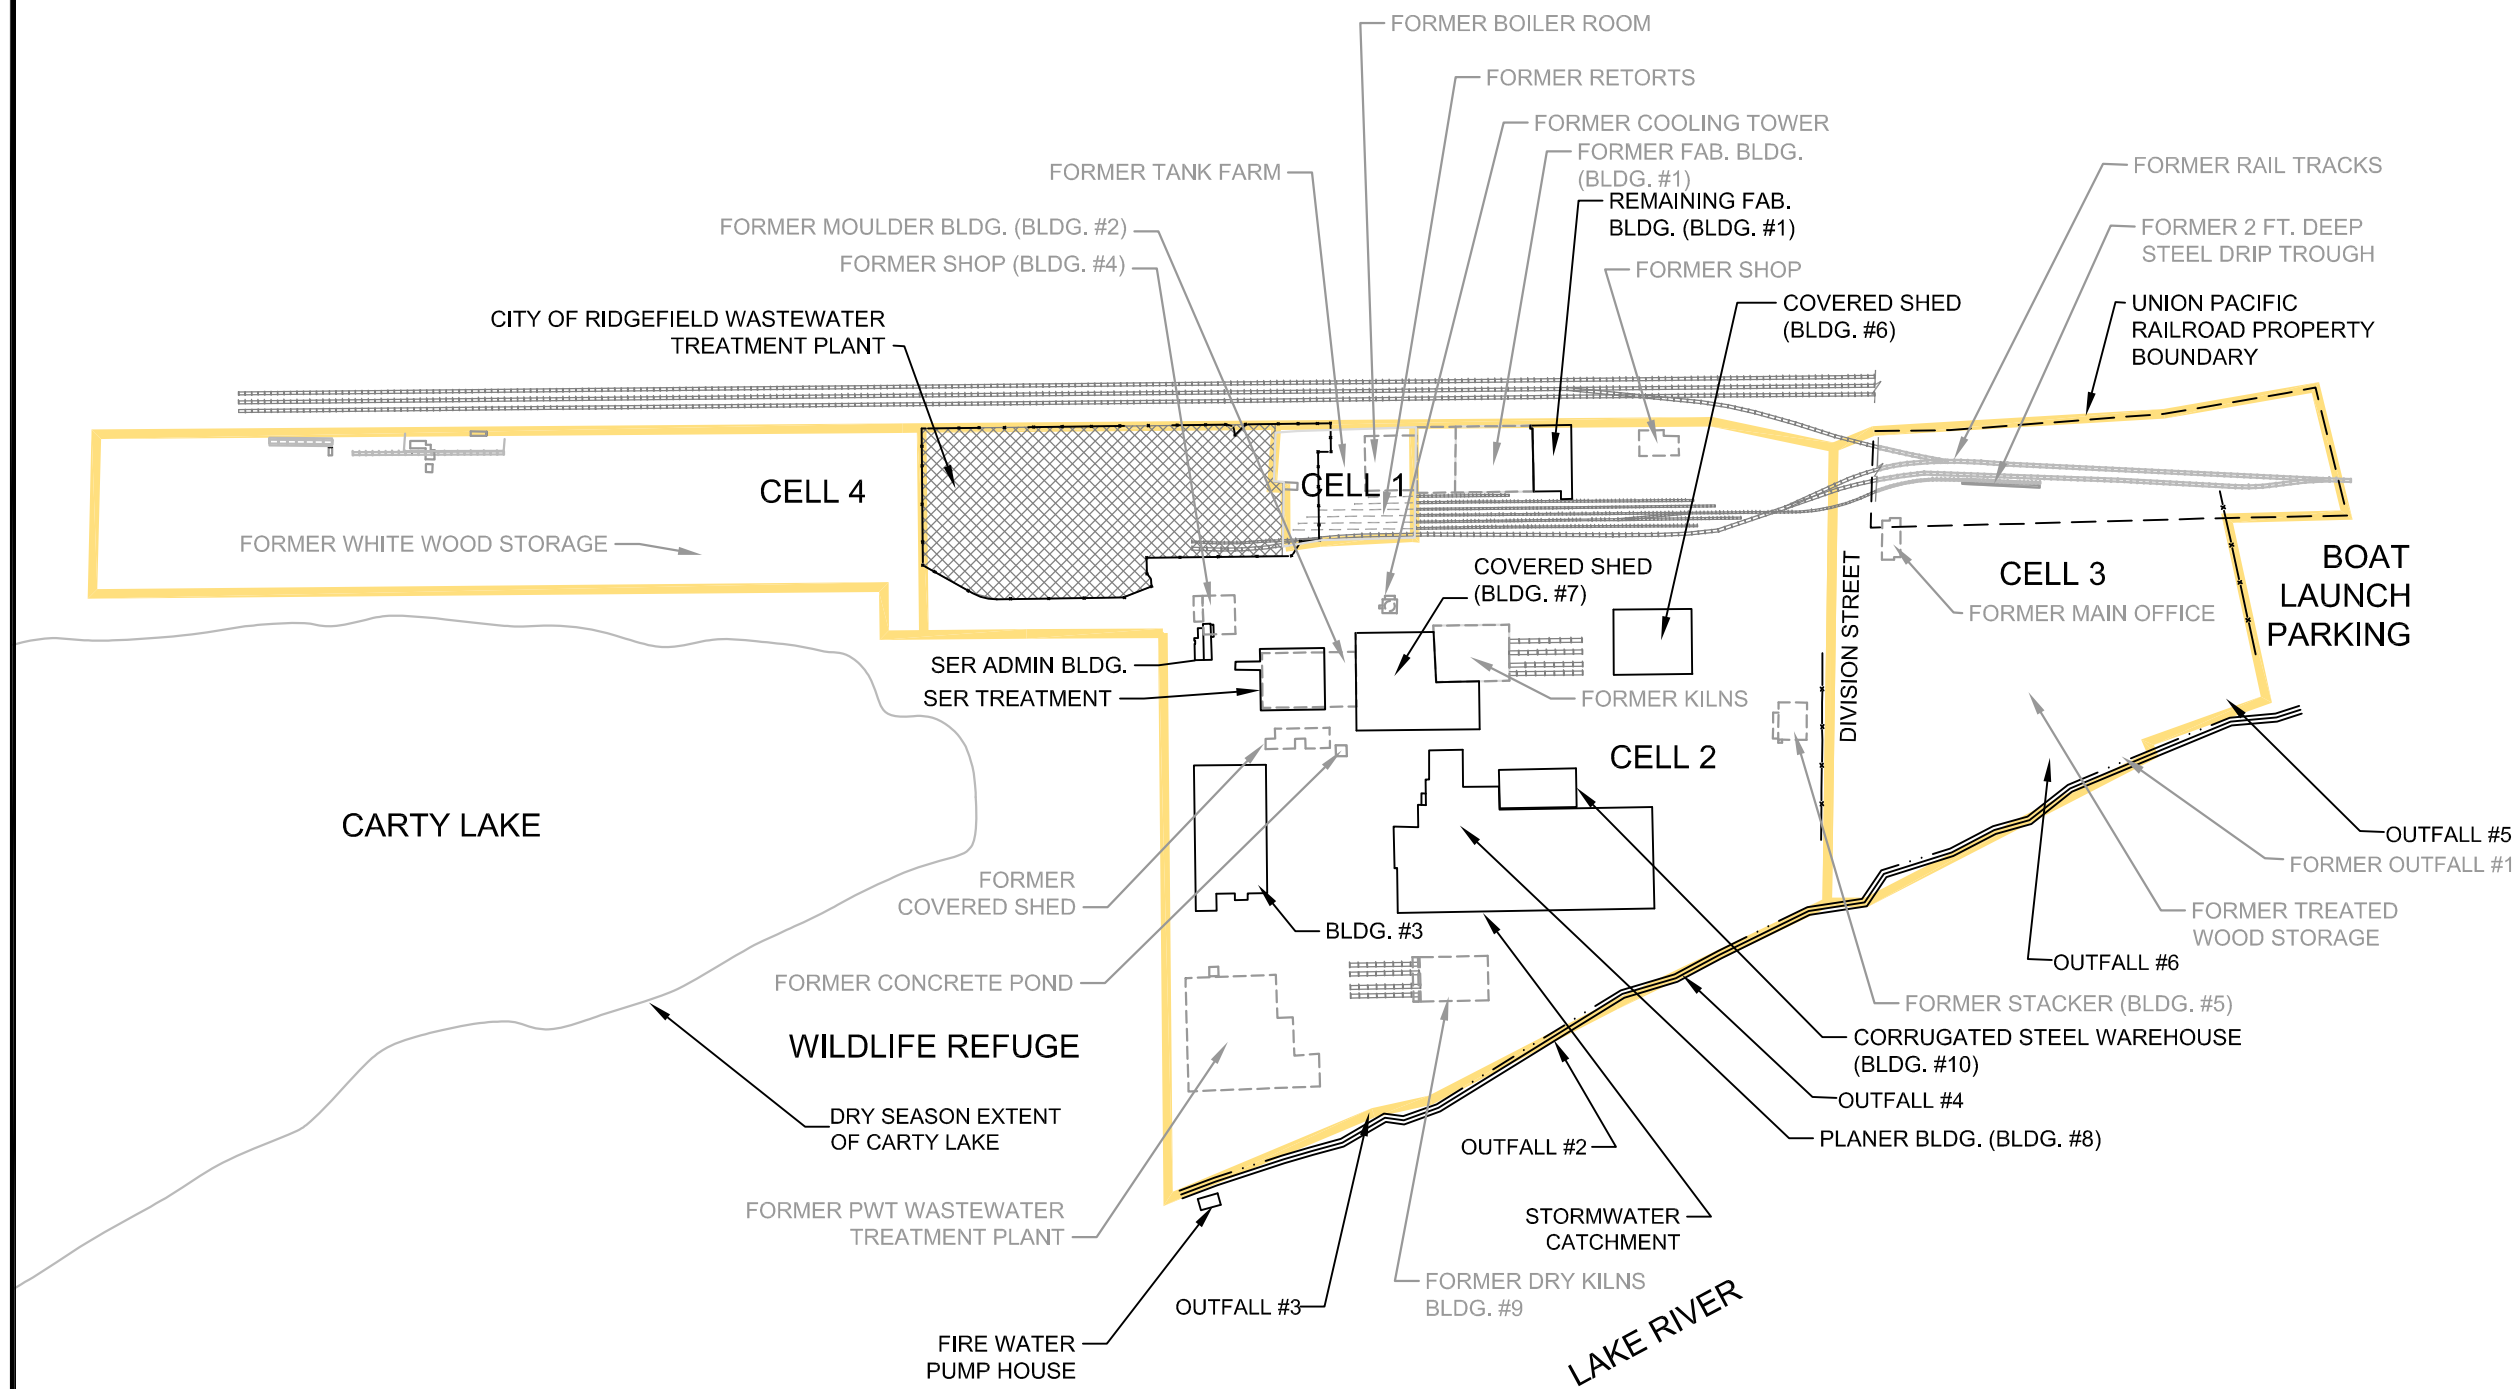 FORMER BOILER ROOM
FORMER RETORTS
FORMER COOLING TOWER
FORMER FAB. BLDG.
(BLDG. #1)
FORMER TANK FARM
REMAINING FAB.
BLDG. (BLDG. #1)
FORMER RAIL TRACKS
FORMER MOULDER BLDG. (BLDG. #2)
FORMER SHOP (BLDG. #4)
FORMER 2 FT. DEEP
STEEL DRIP TROUGH
FORMER SHOP
CITY OF RIDGEFIELD WASTEWATER
TREATMENT PLANT
COVERED SHED
(BLDG. #6)
UNION PACIFIC
RAILROAD PROPERTY
BOUNDARY
CELL 4
CELL 1
FORMER WHITE WOOD STORAGE
COVERED SHED
(BLDG. #7)
DIVISION STREET
CELL 3
BOAT
LAUNCH
PARKING
FORMER MAIN OFFICE
SER ADMIN BLDG.
SER TREATMENT
FORMER KILNS
CELL 2
CARTY LAKE
OUTFALL #5
FORMER OUTFALL #1
FORMER
COVERED SHED
BLDG. #3
FORMER TREATED
WOOD STORAGE
OUTFALL #6
FORMER CONCRETE POND
FORMER STACKER (BLDG. #5)
WILDLIFE REFUGE
CORRUGATED STEEL WAREHOUSE
(BLDG. #10)
OUTFALL #4
DRY SEASON EXTENT
OF CARTY LAKE
OUTFALL #2
PLANER BLDG. (BLDG. #8)
FORMER PWT WASTEWATER
TREATMENT PLANT
STORMWATER
CATCHMENT
FORMER DRY KILNS
BLDG. #9
OUTFALL #3
LAKE RIVER
FIRE WATER
PUMP HOUSE